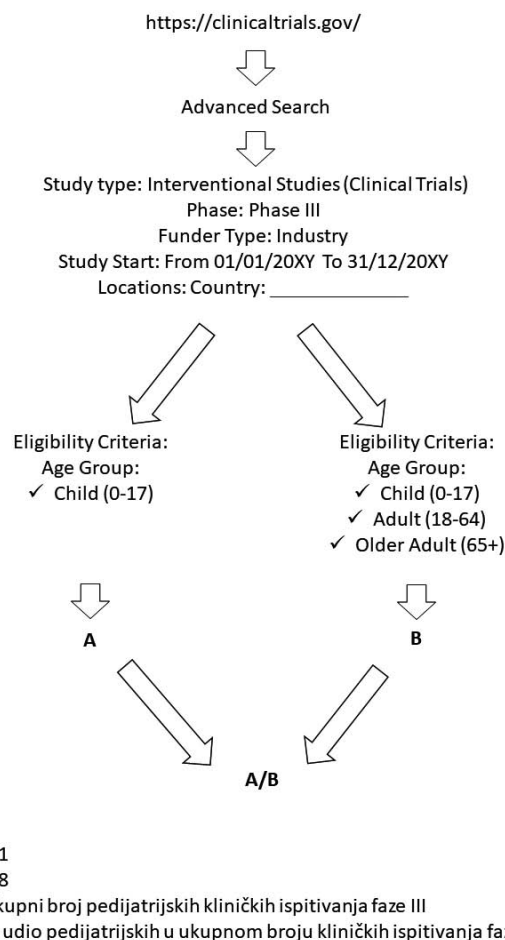 https://clinicaltrials.gov/
Advanced Search
Study type: Interventional Studies (Clinical Trials)
Phase: Phase III
Funder Type: Industry
Study Start: From 01/01/20XY To 31/12/20XY
Locations: Country: _______________
Eligibility Criteria:
Age Group:
✓ Child (0-17)
Eligibility Criteria:
Age Group:
✓ Child (0-17)
✓ Adult (18-64)
✓ Older Adult (65+)
A
B
A/B
1
8
kupni broj pedijatrijskih kliničkih ispitivanja faze III
udio pedijatrijskih u ukupnom broju kliničkih ispitivanja fa